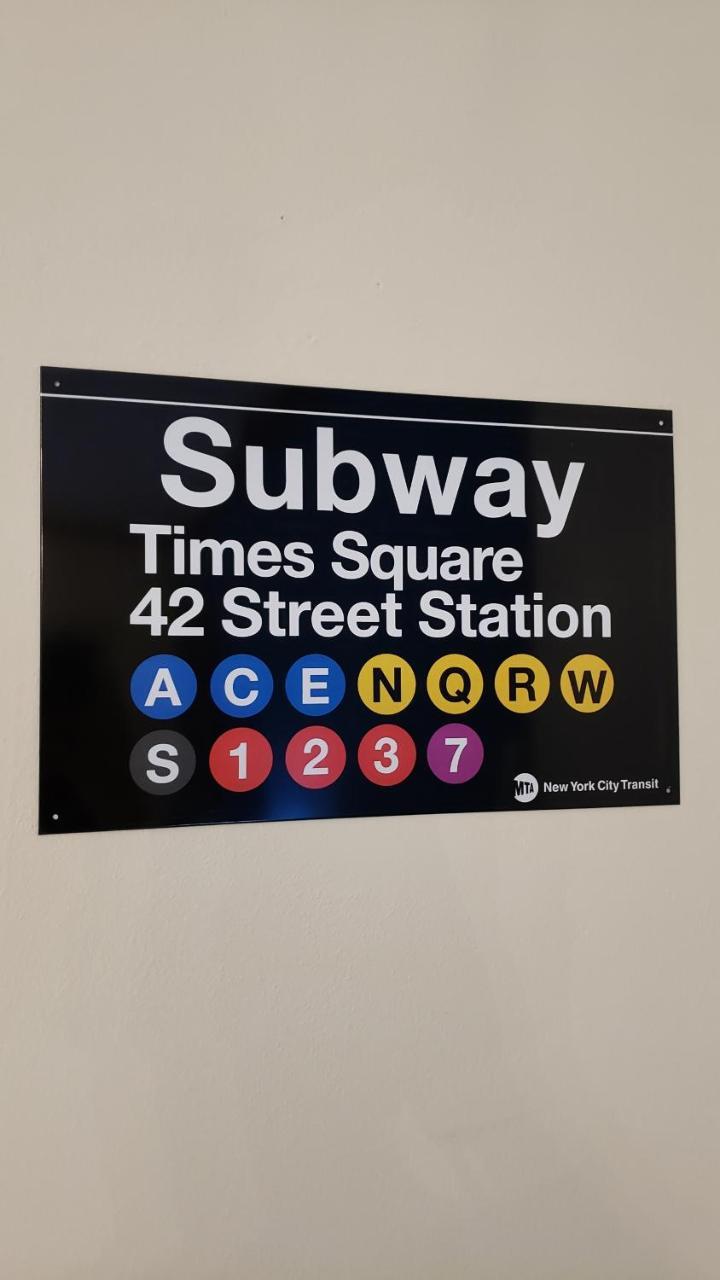 Subway
Times Square
42 Street Station
A C E N Q R W
S 1 2 3 7
MTA New York City Transit